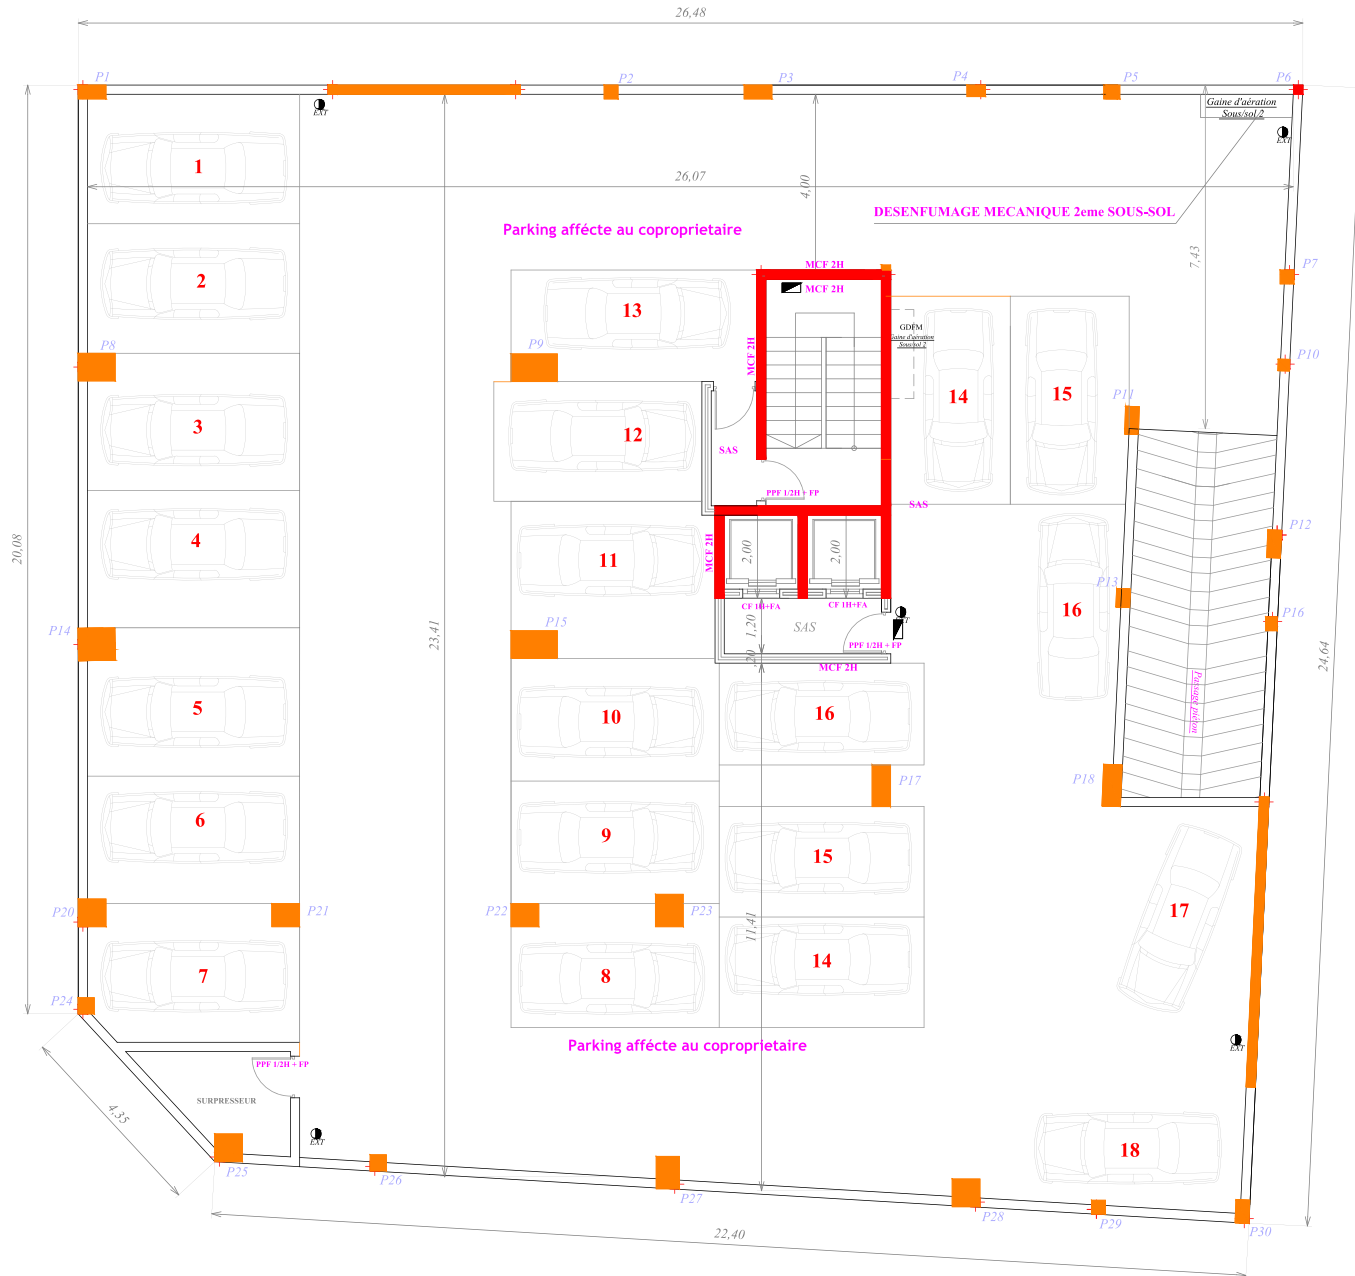 26,48
P1
P2
P3
P4
P5
P6
EXT
Gaine d'aération
Sous/sol/2
EXT
26,07
4,00
DESENFUMAGE MECANIQUE 2eme SOUS-SOL
Parking affécte au coproprietaire
7,43
1
2
MCF 2H
MCF 2H
P7
13
GDFM
Gaine d'aération
Sous/sol 2
MCF 2H
P8
P9
P10
14
15
P11
3
12
SAS
PPF 1/2H + FP
SAS
4
11
MCF 2H
2,00
2,00
P12
20,08
P13
16
CF 1H+FA
CF 1H+FA
EXT
P14
23,41
P15
1,20
SAS
PPF 1/2H + FP
P16
,20
MCF 2H
24,64
Passage piéton
5
10
16
P17
P18
6
9
15
P20
P21
P22
P23
11,41
17
7
8
14
P24
Parking affécte au coproprietaire
EXT
PPF 1/2H + FP
SURPRESSEUR
4,35
EXT
18
P25
P26
P27
P28
P29
P30
22,40